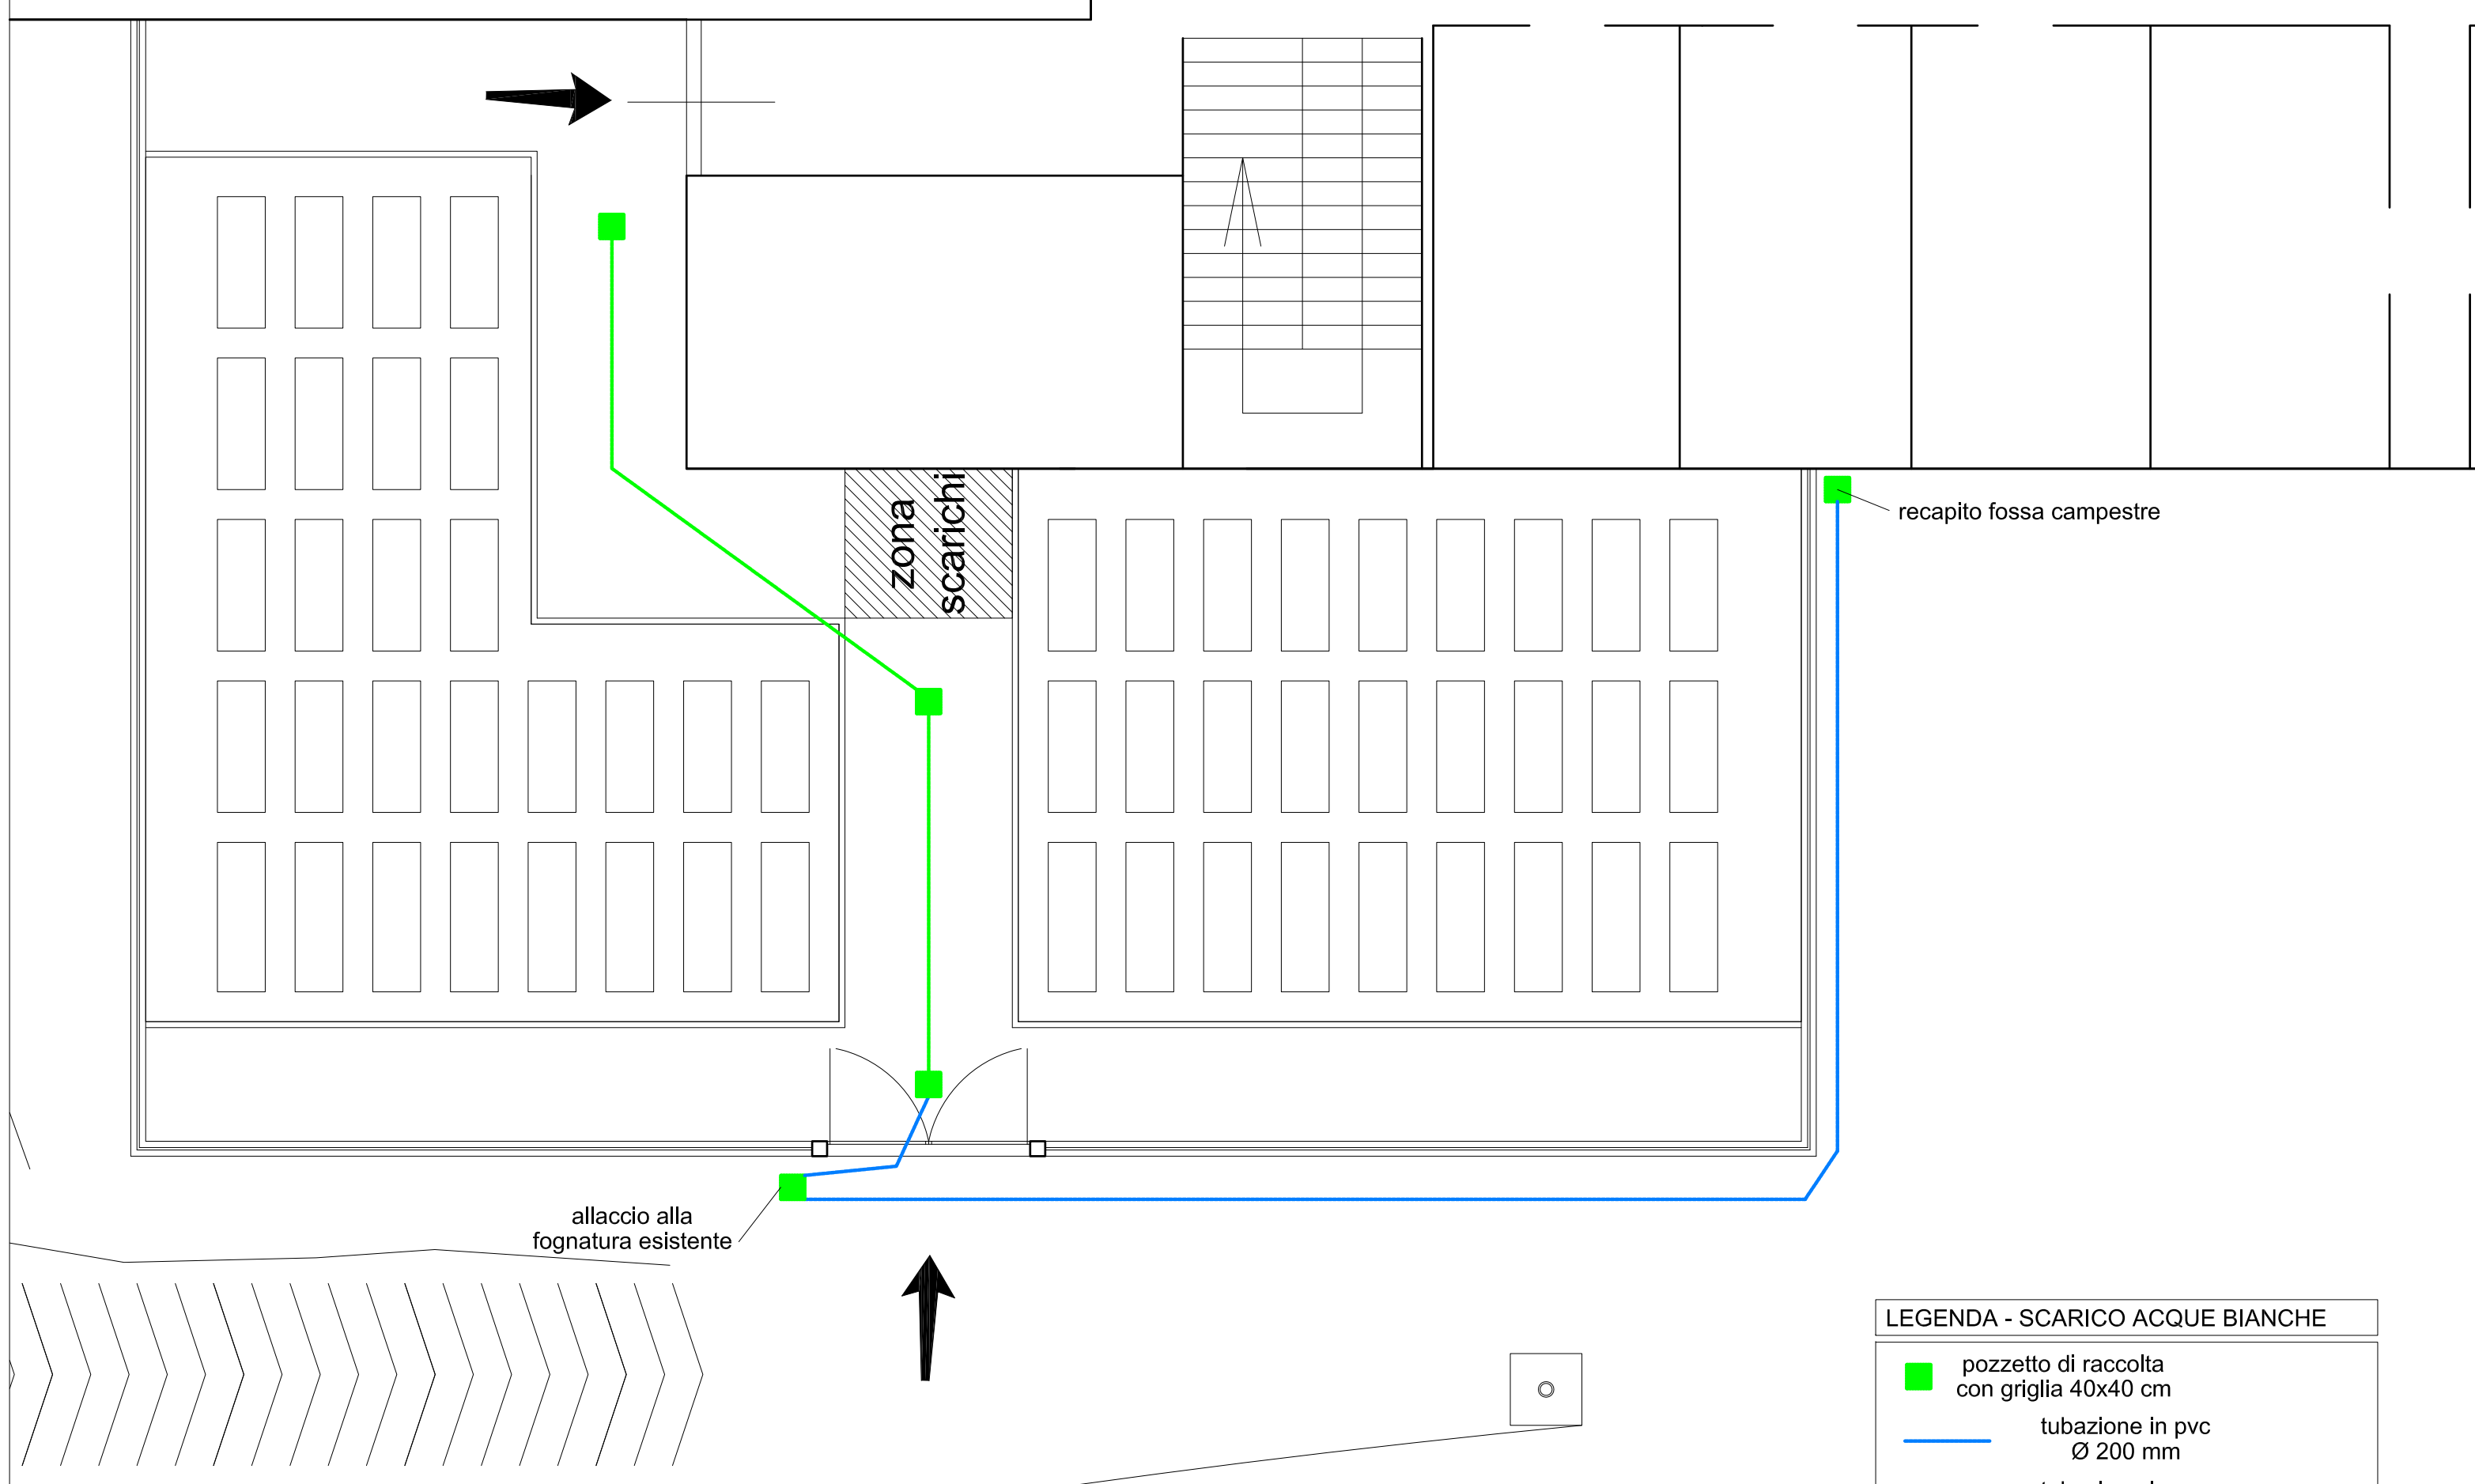 zona
scarichi
recapito fossa campestre
allaccio alla
fognatura esistente
LEGENDA - SCARICO ACQUE BIANCHE
pozzetto di raccolta
con griglia 40x40 cm
tubazione in pvc
Ø 200 mm